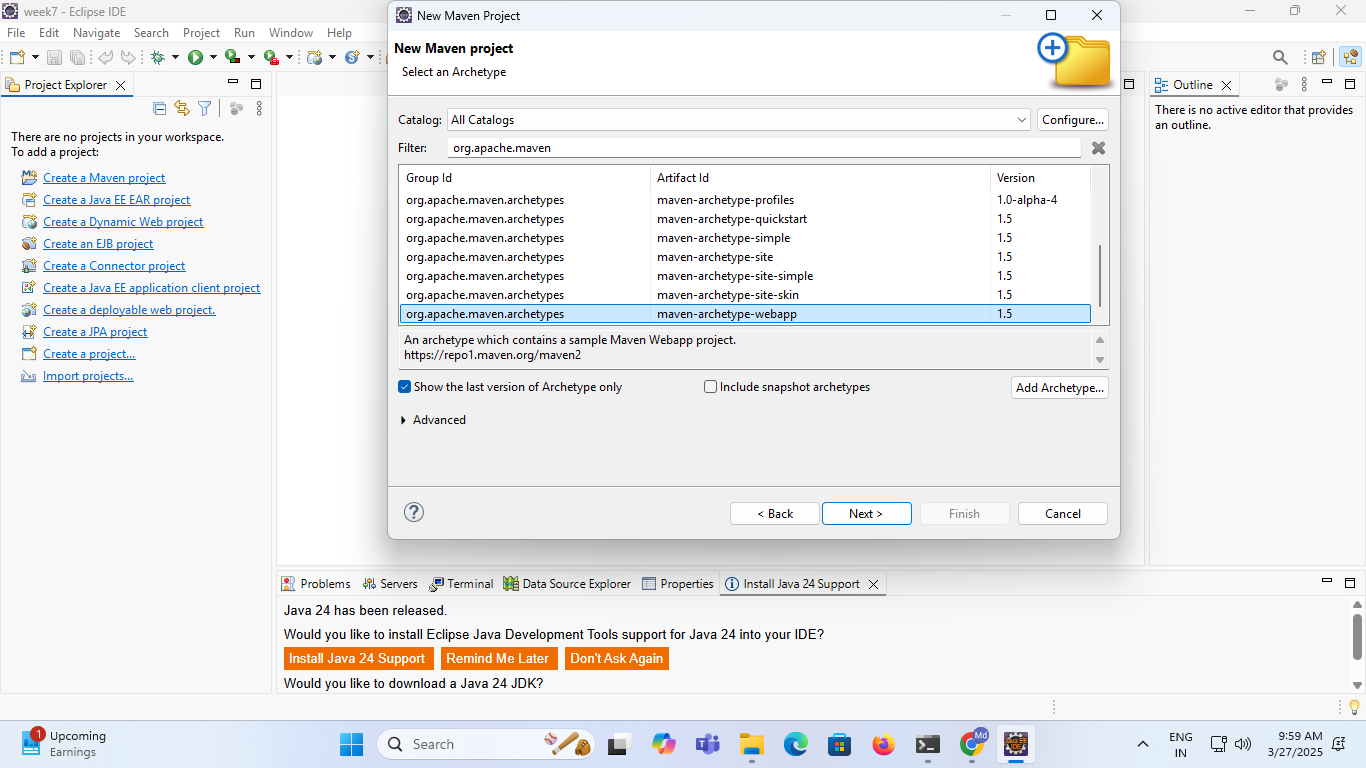 week7 - Eclipse IDE
File Edit Navigate Search Project Run Window Help
Project Explorer
There are no projects in your workspace.
To add a project:
Create a Maven project
Create a Java EE EAR project
Create a Dynamic Web project
Create an EJB project
Create a Connector project
Create a Java EE application client project
Create a deployable web project.
Create a JPA project
Create a project...
Import projects...
New Maven Project
New Maven project
Select an Archetype
Catalog: All Catalogs Configure...
Filter: org.apache.maven
Group Id Artifact Id Version
org.apache.maven.archetypes maven-archetype-profiles 1.0-alpha-4
org.apache.maven.archetypes maven-archetype-quickstart 1.5
org.apache.maven.archetypes maven-archetype-simple 1.5
org.apache.maven.archetypes maven-archetype-site 1.5
org.apache.maven.archetypes maven-archetype-site-simple 1.5
org.apache.maven.archetypes maven-archetype-site-skin 1.5
org.apache.maven.archetypes maven-archetype-webapp 1.5
An archetype which contains a sample Maven Webapp project.
https://repo1.maven.org/maven2
Show the last version of Archetype only Include snapshot archetypes Add Archetype...
Advanced
< Back Next > Finish Cancel
Outline
There is no active editor that provides
an outline.
Problems Servers Terminal Data Source Explorer Properties Install Java 24 Support
Java 24 has been released.
Would you like to install Eclipse Java Development Tools support for Java 24 into your IDE?
Install Java 24 Support Remind Me Later Don't Ask Again
Would you like to download a Java 24 JDK?
1
Upcoming
Earnings
Search
Md
Java EE
IDE
ENG
IN
9:59 AM
3/27/2025